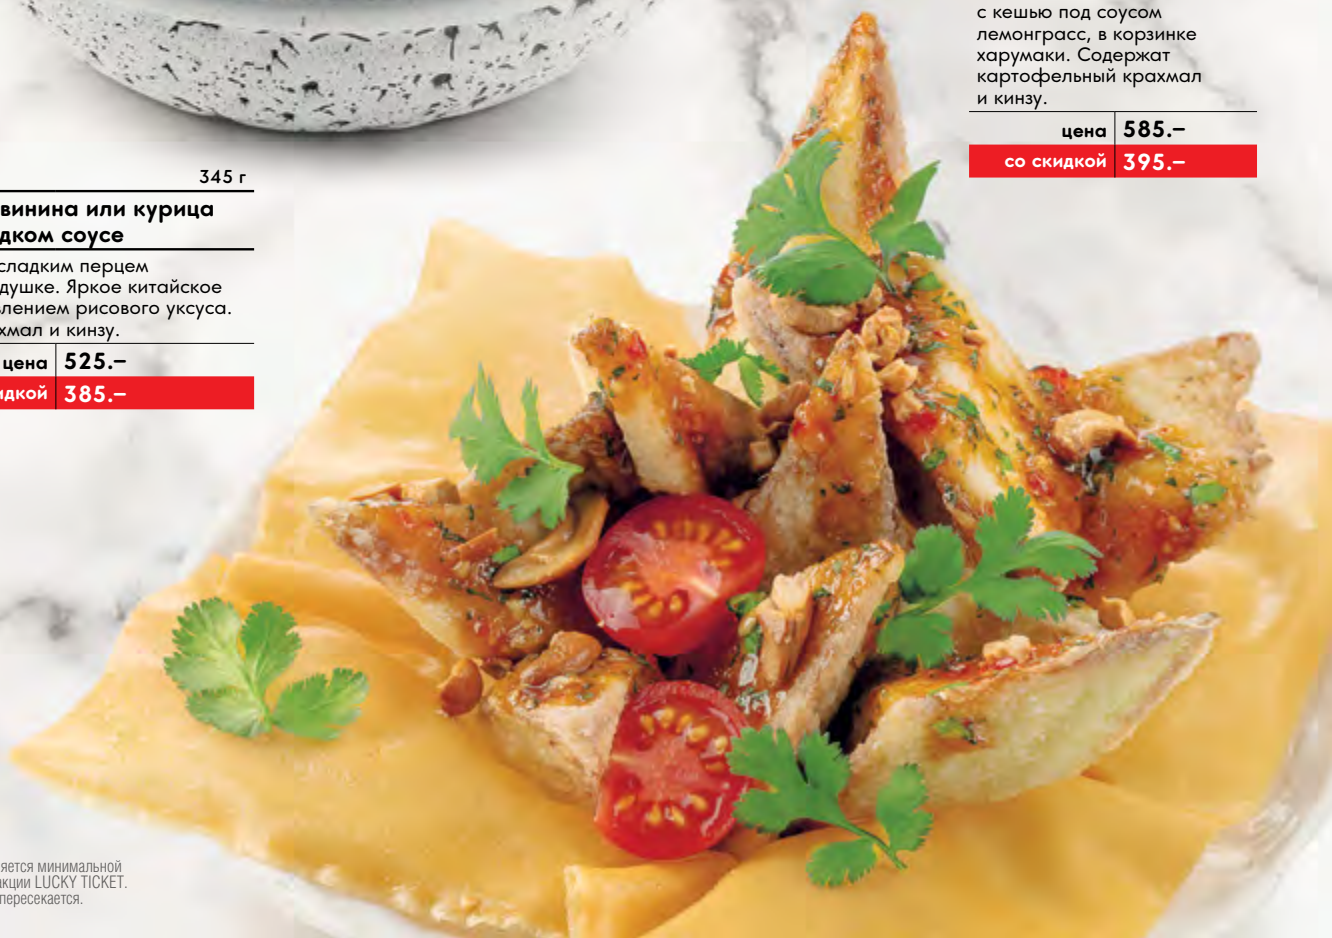 с кешью под соусом
лемонграсс, в корзинке
харумаки. Содержат
картофельный крахмал
и кинзу.
цена 585.–
со скидкой 395.–
345 г
винина или курица
дком соусе
сладким перцем
душке. Яркое китайское
лением рисового уксуса.
хмал и кинзу.
цена 525.–
идкой 385.–
яется минимальной
акции LUCKY TICKET.
пересекается.